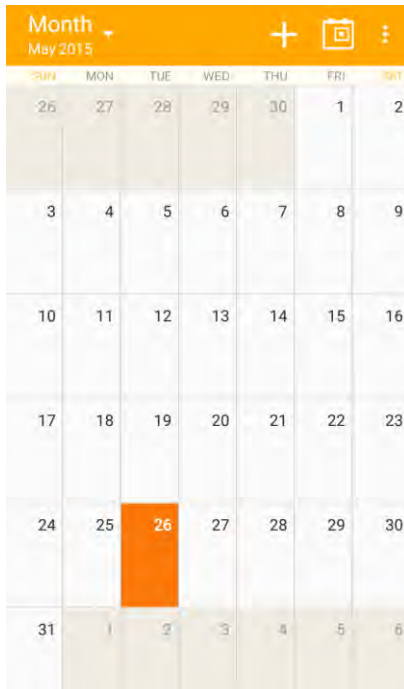 Month
May 2015
SUN MON TUE WED THU FRI SAT
26 27 28 29 30 1 2
3 4 5 6 7 8 9
10 11 12 13 14 15 16
17 18 19 20 21 22 23
24 25 26 27 28 29 30
31 1 2 3 4 5 6